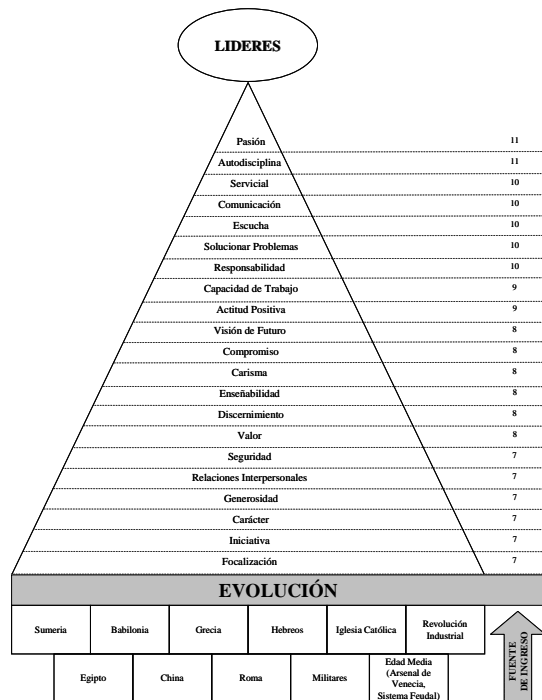 LIDERES
Pasión 11
Autodisciplina 11
Servicial 10
Comunicación 10
Escucha 10
Solucionar Problemas 10
Responsabilidad 10
Capacidad de Trabajo 9
Actitud Positiva 9
Visión de Futuro 8
Compromiso 8
Carisma 8
Enseñabilidad 8
Discernimiento 8
Valor 8
Seguridad 7
Relaciones Interpersonales 7
Generosidad 7
Carácter 7
Iniciativa 7
Focalización 7
EVOLUCIÓN
Sumeria
Babilonia
Grecia
Hebreos
Iglesia Católica
Revolución
Industrial
Egipto
China
Roma
Militares
Edad Media
(Arsenal de
Venecia,
Sistema Feudal)
FUENTE
DE INGRESO